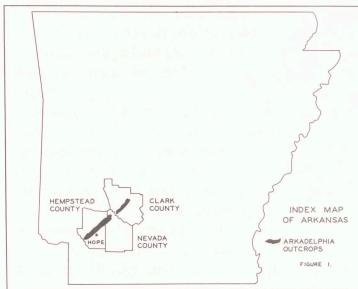 HEMPSTEAD
COUNTY
CLARK
COUNTY
HOPE
NEVADA
COUNTY
INDEX MAP
OF ARKANSAS
ARKADELPHIA
OUTCROPS
FIGURE 1.